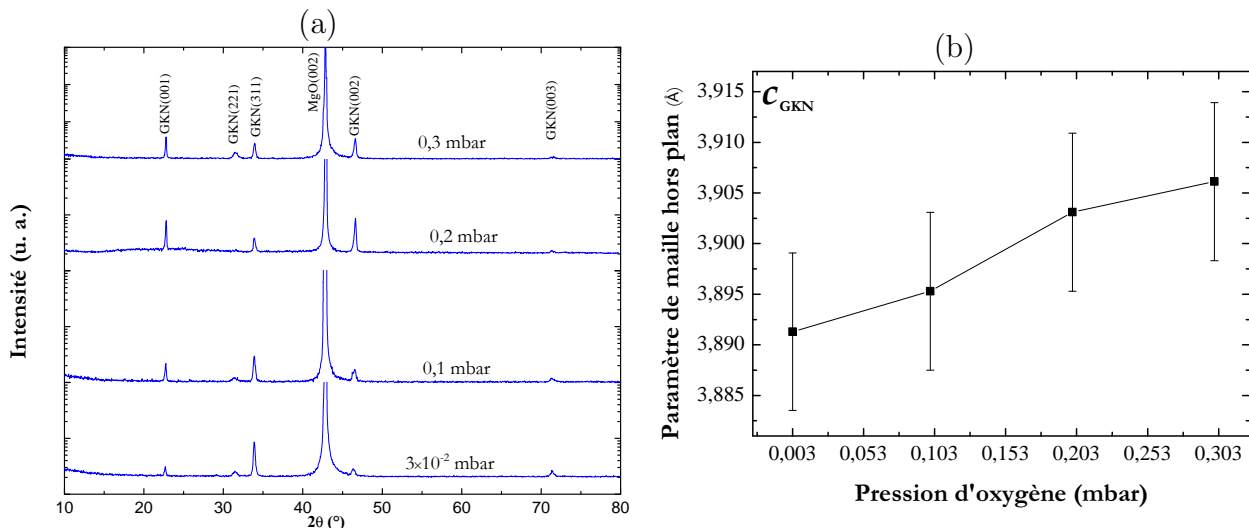 (a)
Intensité (u. a.)
GKN(001)
GKN(221)
GKN(311)
MgO(002)
GKN(002)
GKN(003)
0,3 mbar
0,2 mbar
0,1 mbar
3×10⁻² mbar
10 20 30 40 50 60 70 80
2θ (°)
(b)
Paramètre de maille hors plan (Å)
C GKN
3,915
3,910
3,905
3,900
3,895
3,890
3,885
0,003 0,053 0,103 0,153 0,203 0,253 0,303
Pression d'oxygène (mbar)